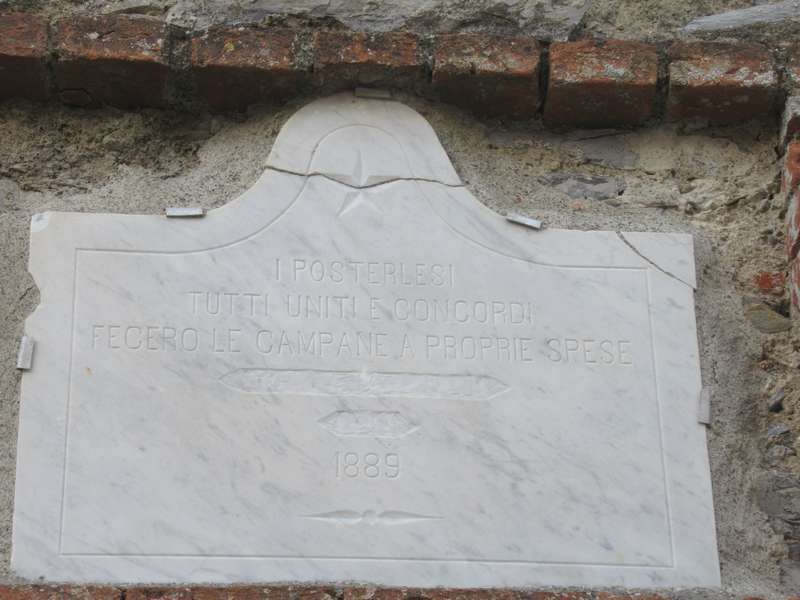 I POSTERLESI
TUTTI UNITI E CONCORDI
FECERO LE CAMPANE A PROPRIE SPESE
1889